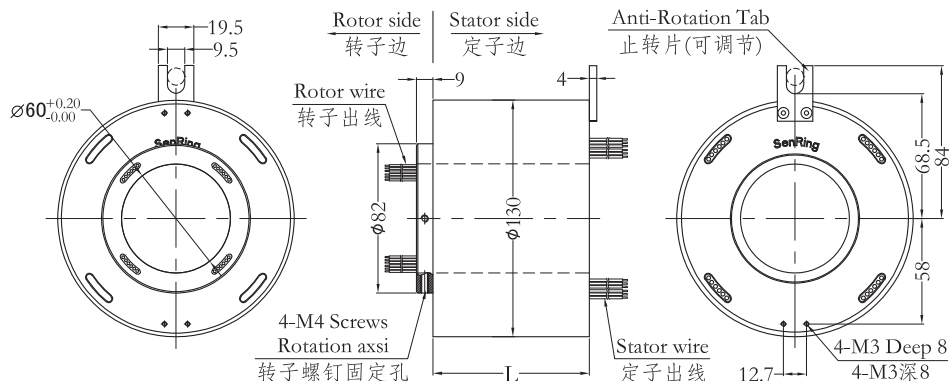 19.5
9.5
Ø60 +0.20 -0.00
SenRing
Rotor side
转子边
Stator side
定子边
9
4
Rotor wire
转子出线
Φ82
Φ130
4-M4 Screws
Rotation axsi
转子螺钉固定孔
L
Stator wire
定子出线
Anti-Rotation Tab
止转片(可调节)
SenRing
68.5
84
58
12.7
4-M3 Deep 8
4-M3深8